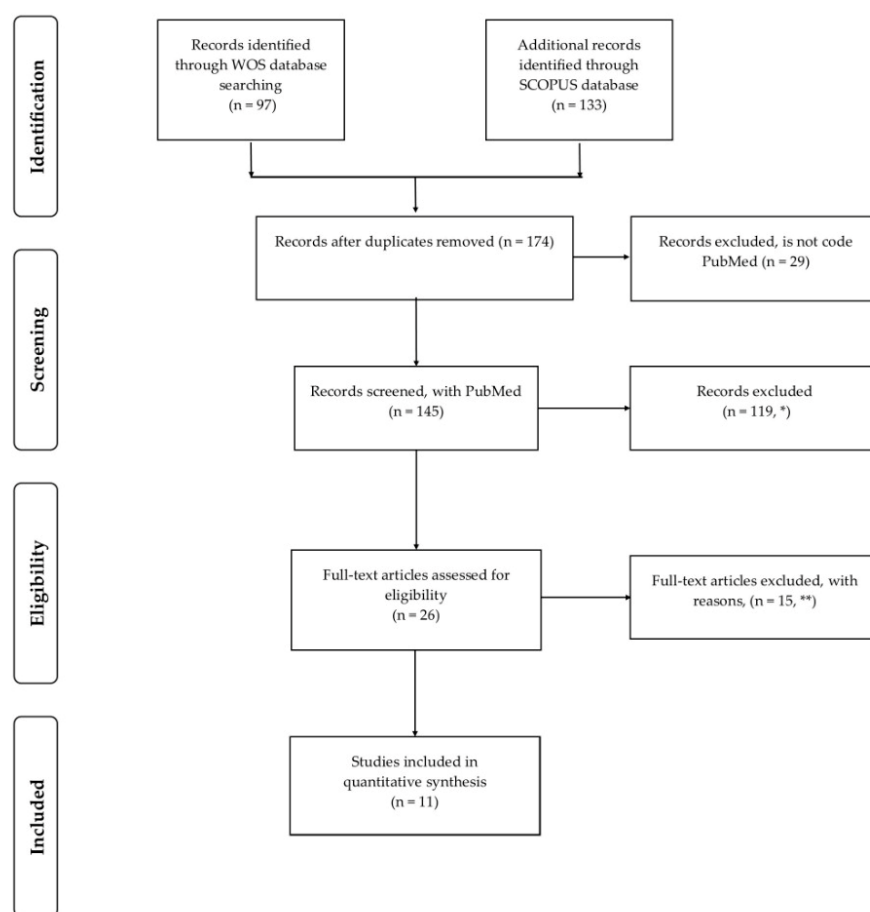 Identification
Records identified
through WOS database
searching
(n = 97)
Additional records
identified through
SCOPUS database
(n = 133)
Records after duplicates removed (n = 174)
Records excluded, is not code
PubMed (n = 29)
Screening
Records screened, with PubMed
(n = 145)
Records excluded
(n = 119, *)
Eligibility
Full-text articles assessed for
eligibility
(n = 26)
Full-text articles excluded, with
reasons, (n = 15, **)
Included
Studies included in
quantitative synthesis
(n = 11)